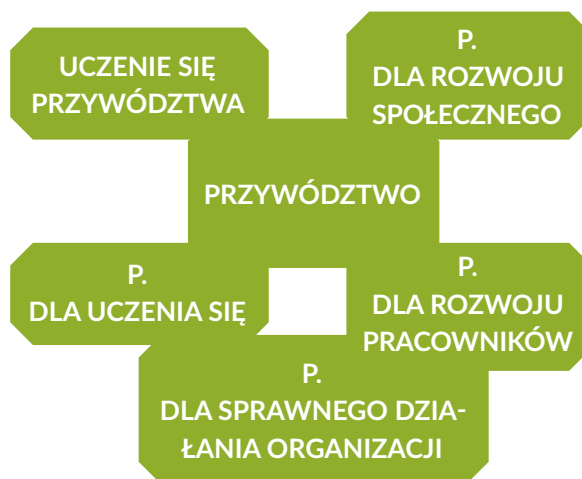 UCZENIE SIĘ
PRZYWÓDZTWA
P.
DLA ROZWOJU
SPOŁECZNEGO
PRZYWÓDZTWO
P.
DLA UCZENIA SIĘ
P.
DLA ROZWOJU
PRACOWNIKÓW
P.
DLA SPRAWNEGO DZIA-
ŁANIA ORGANIZACJI